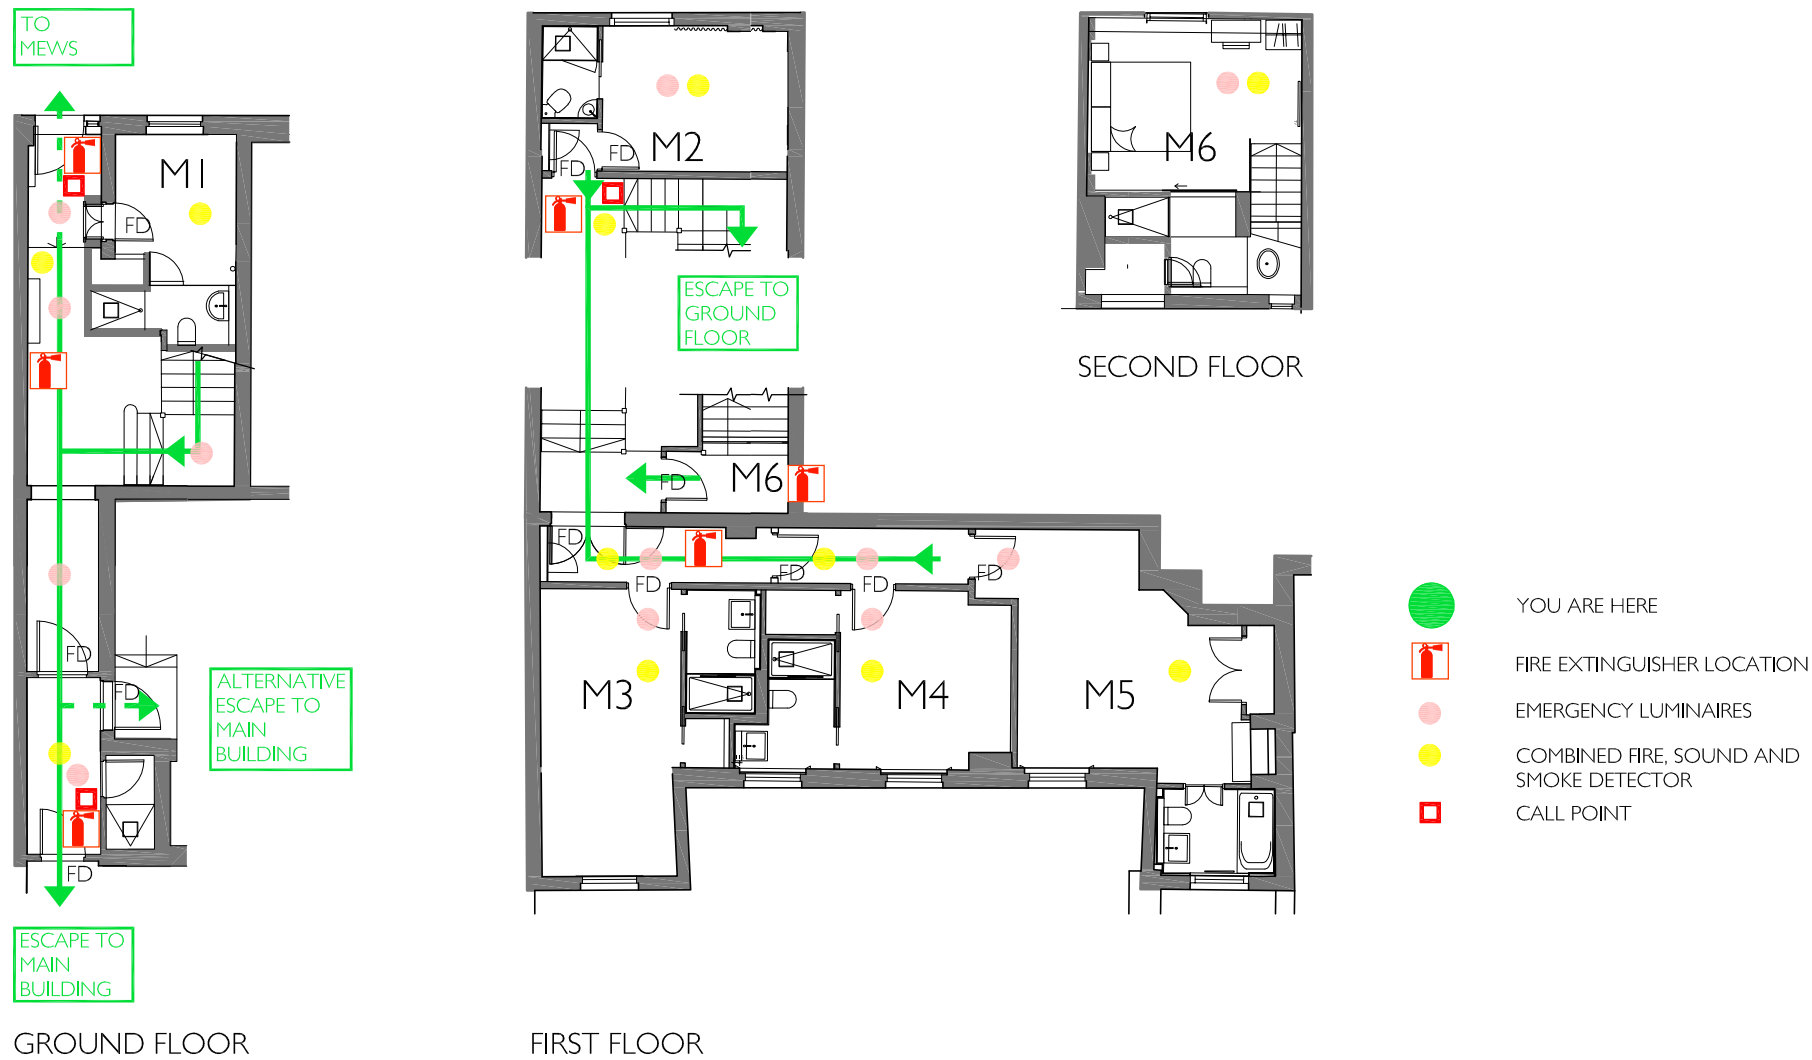 TO
MEWS
M1
FD
FD
FD
ALTERNATIVE
ESCAPE TO
MAIN
BUILDING
FD
ESCAPE TO
MAIN
BUILDING
GROUND FLOOR
FD
FD
M2
ESCAPE TO
GROUND
FLOOR
FD
M6
FD
FD
FD
FD
FD
M3
M4
M5
FIRST FLOOR
M6
SECOND FLOOR
YOU ARE HERE
FIRE EXTINGUISHER LOCATION
EMERGENCY LUMINAIRES
COMBINED FIRE, SOUND AND
SMOKE DETECTOR
CALL POINT